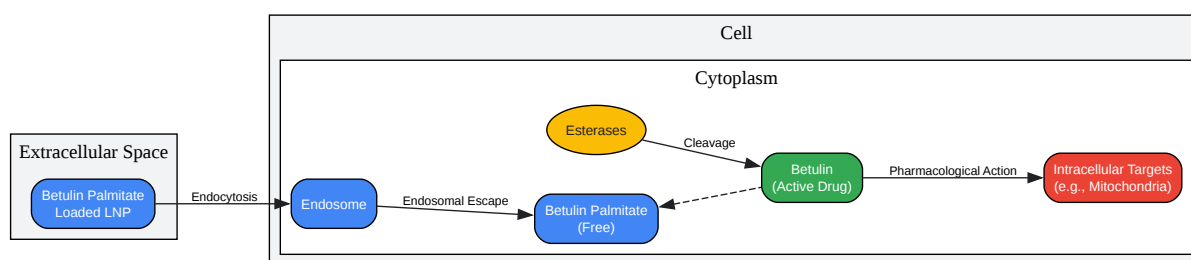 Cell
Cytoplasm
Extracellular Space
Betulin Palmitate
Loaded LNP
Endocytosis
Endosome
Endosomal Escape
Esterases
Cleavage
Betulin Palmitate
(Free)
Betulin
(Active Drug)
Pharmacological Action
Intracellular Targets
(e.g., Mitochondria)